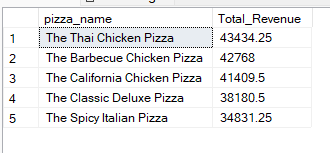 pizza_name Total_Revenue
1 The Thai Chicken Pizza 43434.25
2 The Barbecue Chicken Pizza 42768
3 The California Chicken Pizza 41409.5
4 The Classic Deluxe Pizza 38180.5
5 The Spicy Italian Pizza 34831.25